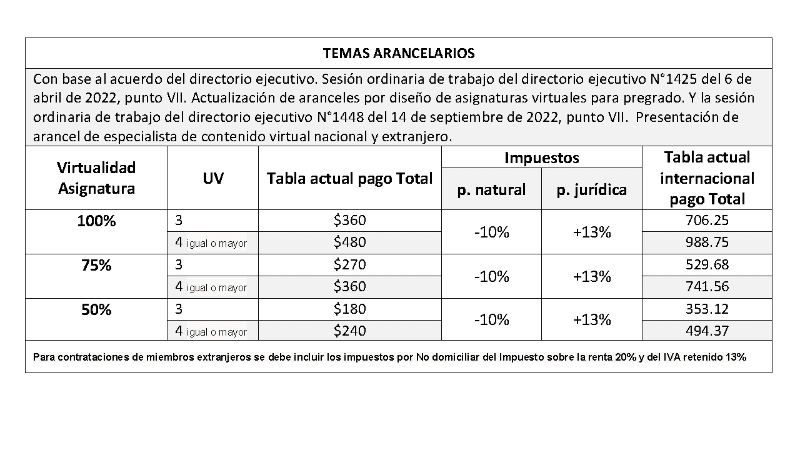 TEMAS ARANCELARIOS
Con base al acuerdo del directorio ejecutivo. Sesión ordinaria de trabajo del directorio ejecutivo N°1425 del 6 de
abril de 2022, punto VII. Actualización de aranceles por diseño de asignaturas virtuales para pregrado. Y la sesión
ordinaria de trabajo del directorio ejecutivo N°1448 del 14 de septiembre de 2022, punto VII. Presentación de
arancel de especialista de contenido virtual nacional y extranjero.
Virtualidad
Asignatura
UV
Tabla actual pago Total
Impuestos
p. natural
p. jurídica
Tabla actual
internacional
pago Total
100%
3
$360
-10%
+13%
706.25
4 igual o mayor
$480
988.75
75%
3
$270
-10%
+13%
529.68
4 igual o mayor
$360
741.56
50%
3
$180
-10%
+13%
353.12
4 igual o mayor
$240
494.37
Para contrataciones de miembros extranjeros se debe incluir los impuestos por No domiciliar del Impuesto sobre la renta 20% y del IVA retenido 13%